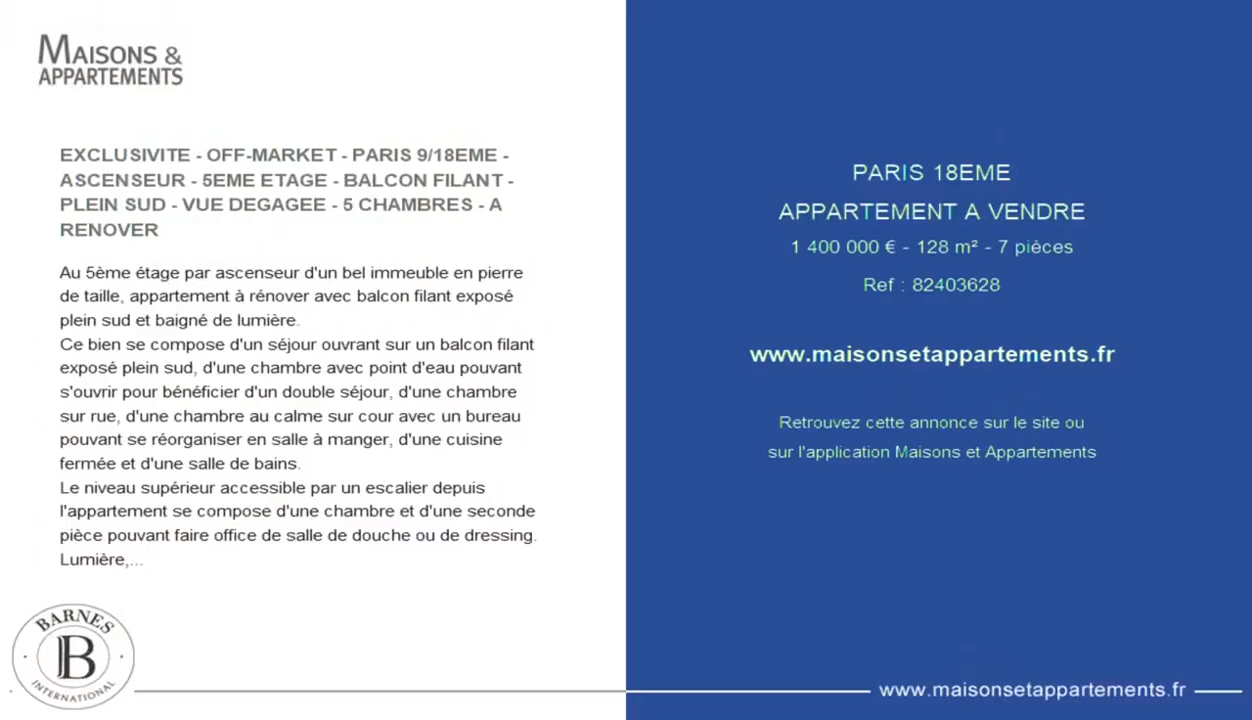 MAISONS &
APPARTEMENTS
EXCLUSIVITE - OFF-MARKET - PARIS 9/18EME -
ASCENSEUR - 5EME ETAGE - BALCON FILANT -
PLEIN SUD - VUE DEGAGEE - 5 CHAMBRES - A
RENOVER
Au 5ème étage par ascenseur d'un bel immeuble en pierre
de taille, appartement à rénover avec balcon filant exposé
plein sud et baigné de lumière.
Ce bien se compose d'un séjour ouvrant sur un balcon filant
exposé plein sud, d'une chambre avec point d'eau pouvant
s'ouvrir pour bénéficier d'un double séjour, d'une chambre
sur rue, d'une chambre au calme sur cour avec un bureau
pouvant se réorganiser en salle à manger, d'une cuisine
fermée et d'une salle de bains.
Le niveau supérieur accessible par un escalier depuis
l'appartement se compose d'une chambre et d'une seconde
pièce pouvant faire office de salle de douche ou de dressing.
Lumière,...
BARNES
B
INTERNATIONAL
PARIS 18EME
APPARTEMENT A VENDRE
1 400 000 € - 128 m² - 7 pièces
Ref : 82403628
www.maisonsetappartements.fr
Retrouvez cette annonce sur le site ou
sur l'application Maisons et Appartements
www.maisonsetappartements.fr